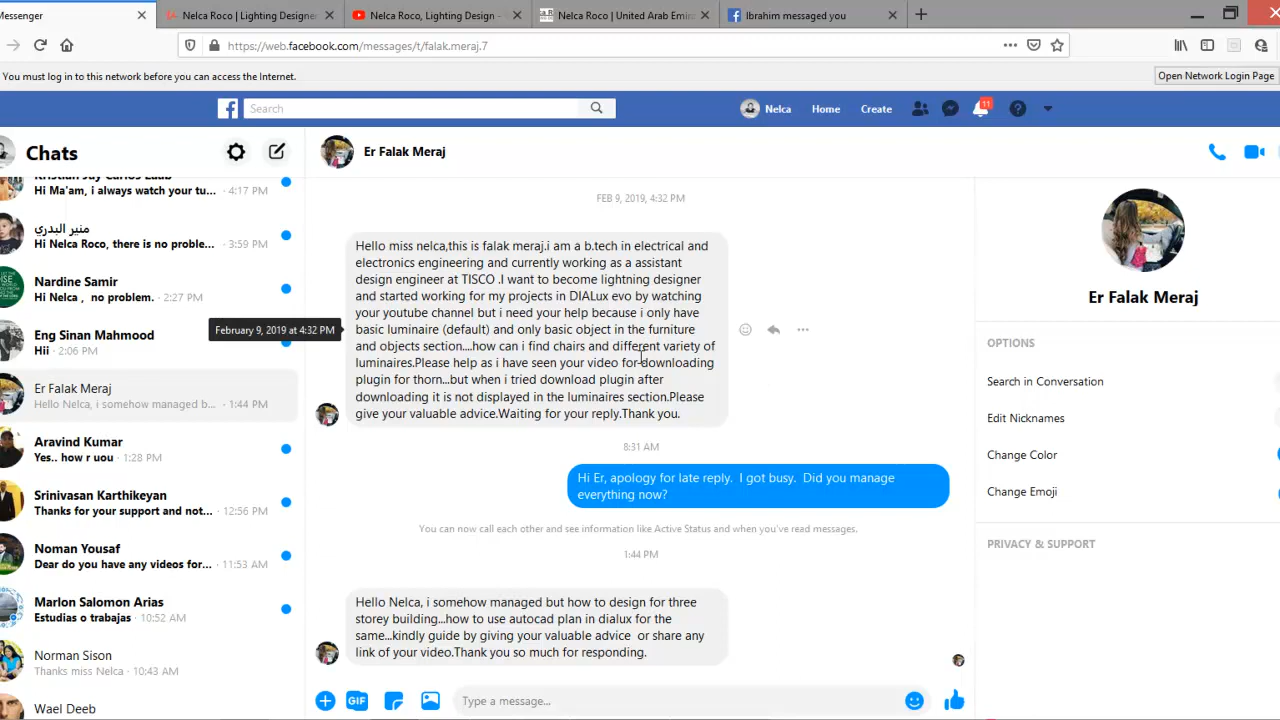 Messenger
Nelca Roco | Lighting Designer
Nelca Roco, Lighting Design -
Nelca Roco | United Arab Emir
Ibrahim messaged you
https://web.facebook.com/messages/t/falak.meraj.7
You must log in to this network before you can access the Internet.
Open Network Login Page
Search
Nelca
Home
Create
11
Chats
Hi Ma'am, i always watch your tu... · 4:17 PM
منير البدري
Hi Nelca Roco, there is no proble... · 3:59 PM
Nardine Samir
Hi Nelca , no problem. · 2:27 PM
Eng Sinan Mahmood
Hii · 2:06 PM
Er Falak Meraj
Hello Nelca, i somehow managed b... · 1:44 PM
Aravind Kumar
Yes.. how r uou · 1:28 PM
Srinivasan Karthikeyan
Thanks for your support and not... · 12:56 PM
Noman Yousaf
Dear do you have any videos for... · 11:53 AM
Marlon Salomon Arias
Estudias o trabajas · 10:52 AM
Norman Sison
Thanks miss Nelca · 10:43 AM
Wael Deeb
Er Falak Meraj
FEB 9, 2019, 4:32 PM
February 9, 2019 at 4:32 PM
Hello miss nelca,this is falak meraj.i am a b.tech in electrical and
electronics engineering and currently working as a assistant
design engineer at TISCO .I want to become lightning designer
and started working for my projects in DIALux evo by watching
your youtube channel but i need your help because i only have
basic luminaire (default) and only basic object in the furniture
and objects section....how can i find chairs and different variety of
luminaires.Please help as i have seen your video for downloading
plugin for thorn...but when i tried download plugin after
downloading it is not displayed in the luminaires section.Please
give your valuable advice.Waiting for your reply.Thank you.
8:31 AM
Hi Er, apology for late reply. I got busy. Did you manage
everything now?
You can now call each other and see information like Active Status and when you've read messages.
1:44 PM
Hello Nelca, i somehow managed but how to design for three
storey building...how to use autocad plan in dialux for the
same...kindly guide by giving your valuable advice or share any
link of your video.Thank you so much for responding.
GIF
Type a message...
Er Falak Meraj
OPTIONS
Search in Conversation
Edit Nicknames
Change Color
Change Emoji
PRIVACY & SUPPORT